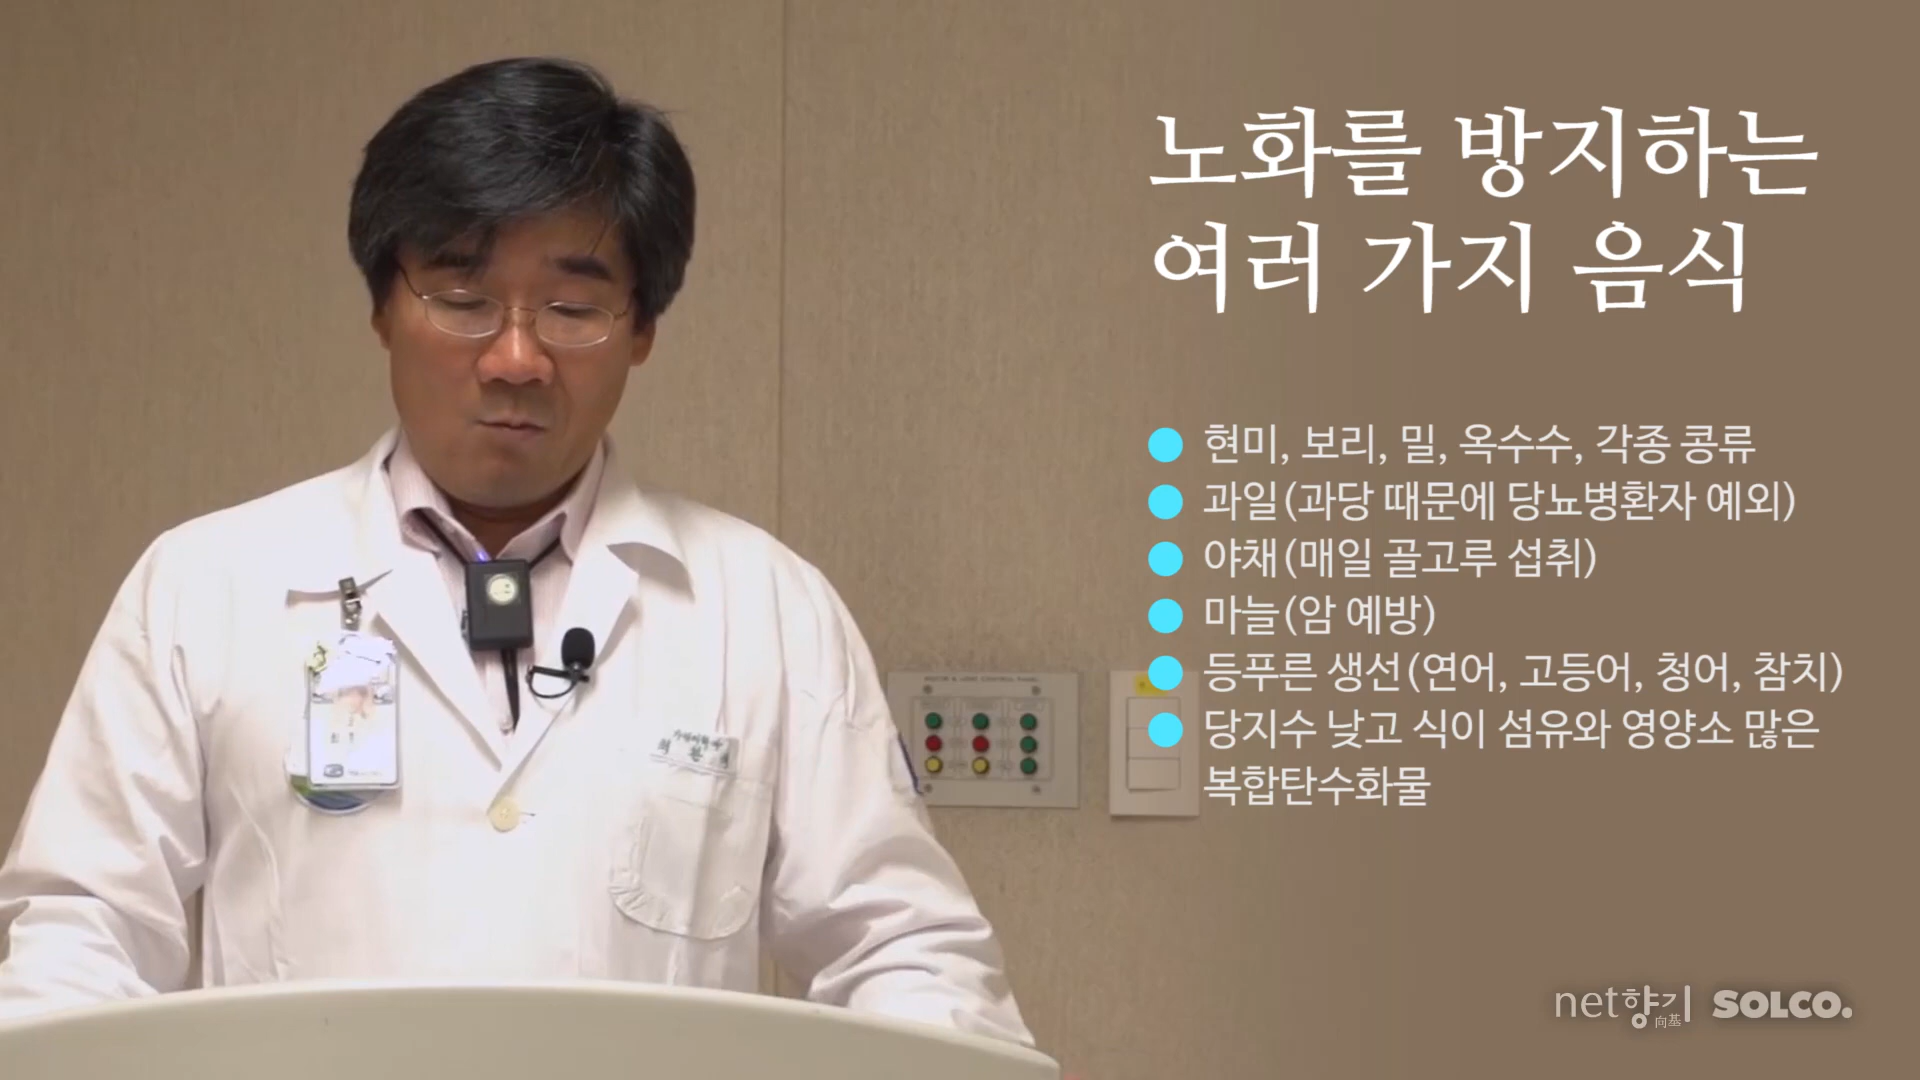 노화를 방지하는
여러 가지 음식
현미, 보리, 밀, 옥수수, 각종 콩류
과일(과당 때문에 당뇨병환자 예외)
야채(매일 골고루 섭취)
마늘(암 예방)
등푸른 생선(연어, 고등어, 청어, 참치)
당지수 낮고 식이 섬유와 영양소 많은
복합탄수화물
net향기 SOLCO.
向基